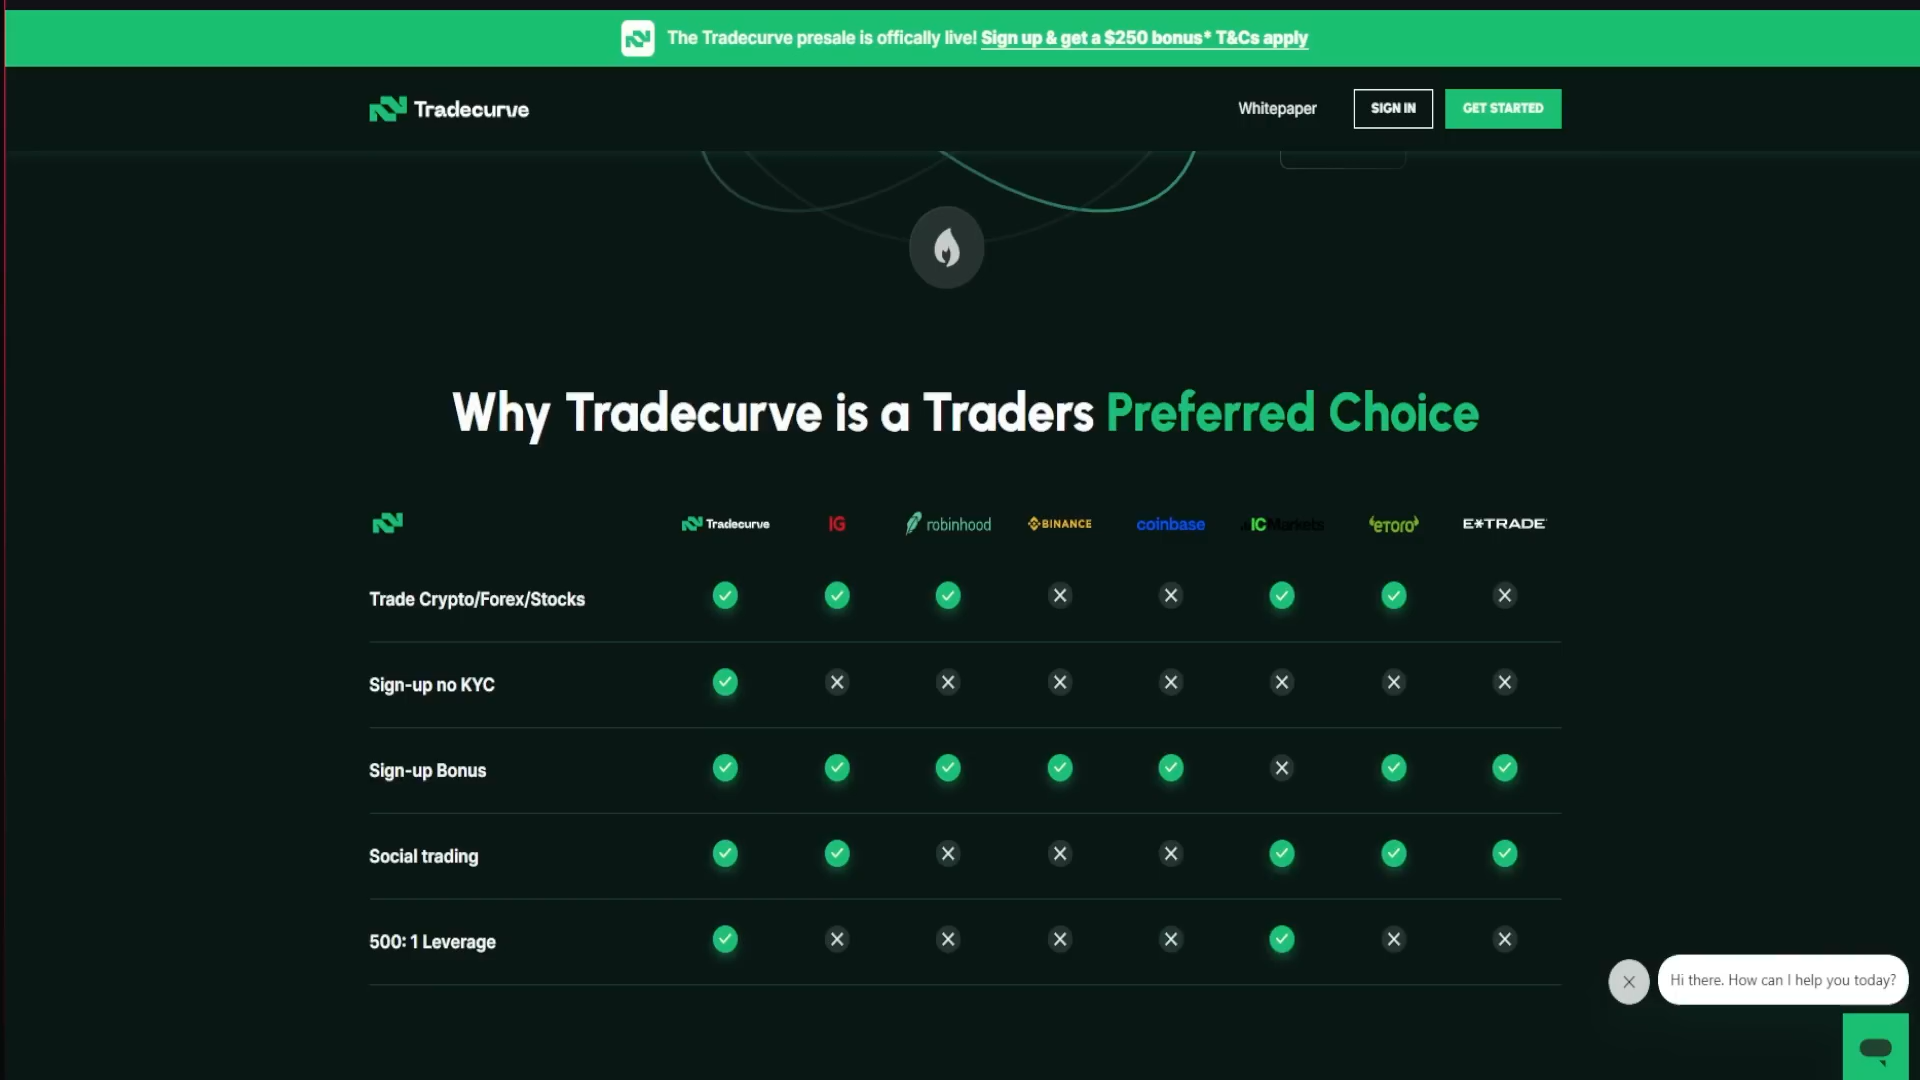 The Tradecurve presale is offically live! Sign up & get a $250 bonus* T&Cs apply
Tradecurve
Whitepaper
SIGN IN
GET STARTED
Why Tradecurve is a Traders Preferred Choice
Tradecurve IG robinhood BINANCE coinbase ICMarkets eToro E*TRADE
Trade Crypto/Forex/Stocks
Sign-up no KYC
Sign-up Bonus
Social trading
500: 1 Leverage
Hi there. How can I help you today?